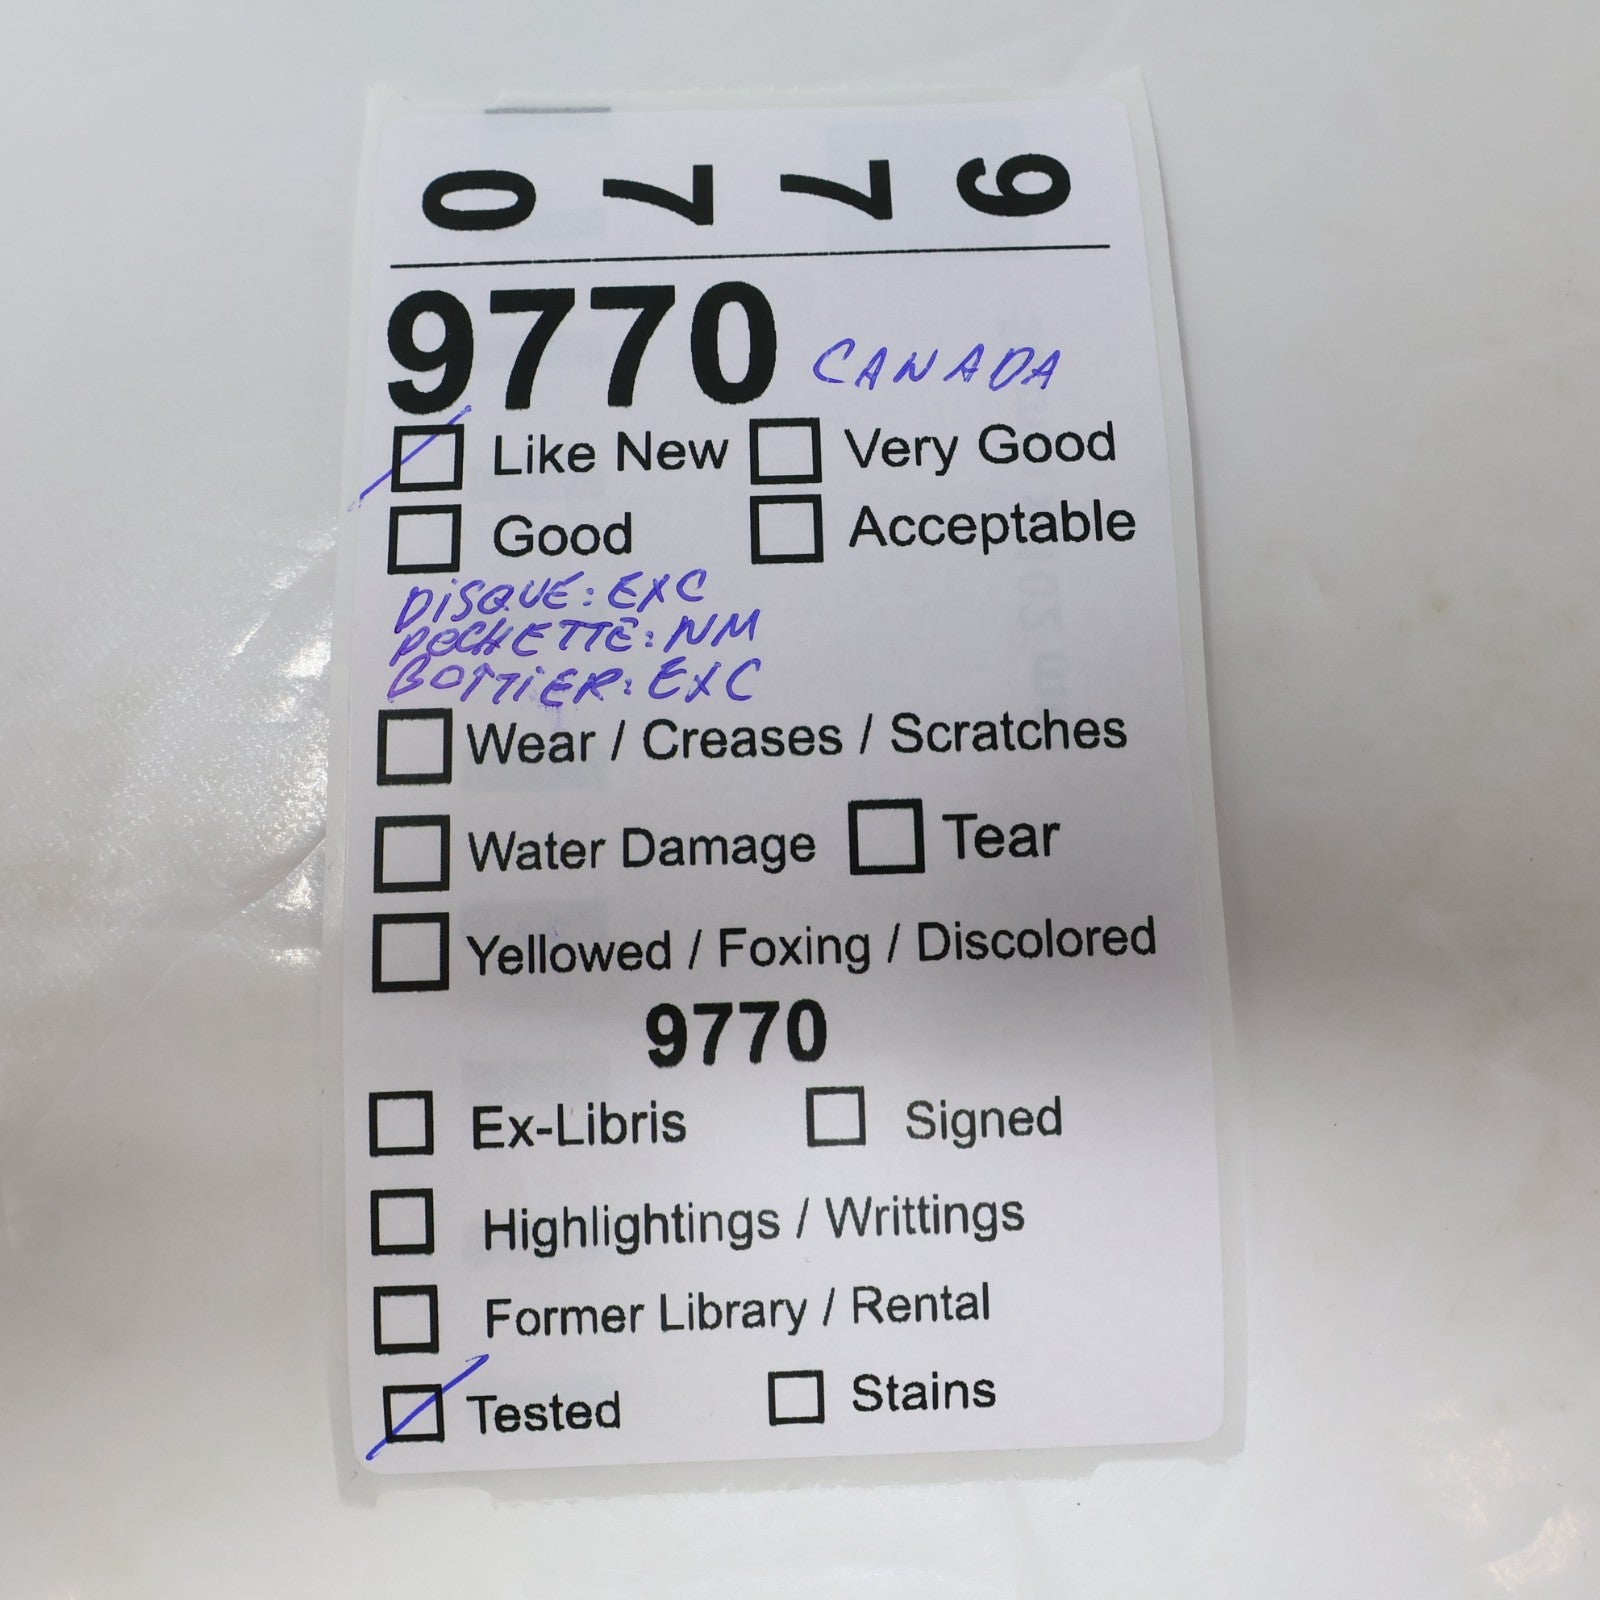 9770
9770 CANADA
Like New Very Good
Good Acceptable
DiSQUE: EXC
POCHETTE: NM
BOITIER: EXC
Wear / Creases / Scratches
Water Damage Tear
Yellowed / Foxing / Discolored
9770
Ex-Libris Signed
Highlightings / Writtings
Former Library / Rental
Tested Stains